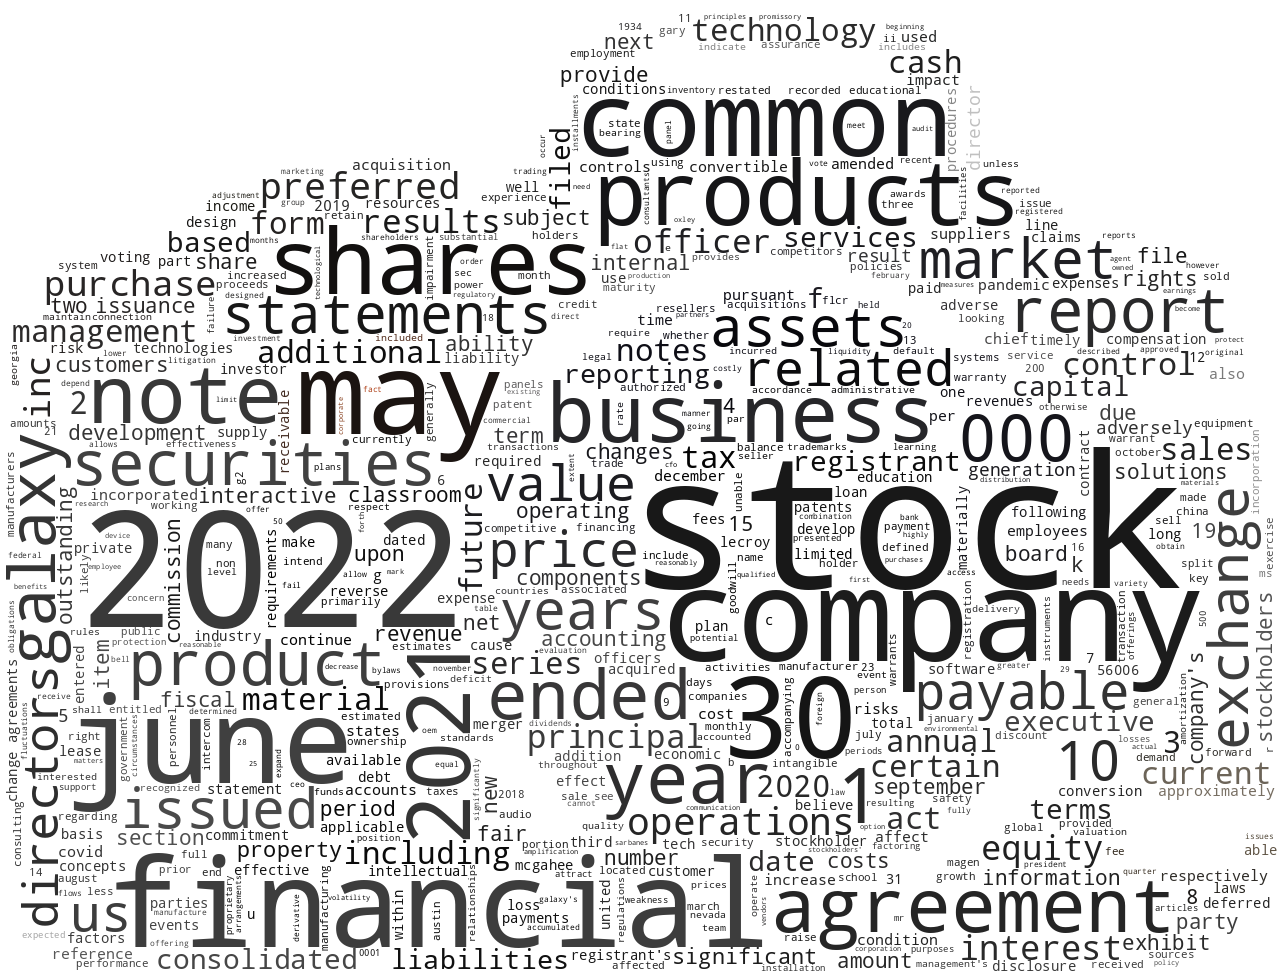 1934 11 principles promissory
gary technology beginning
next indicate assurance ii used
employment includes
provide cash
impact
conditions inventory restated recorded educational
common
state
bearing
panel
meet
audit
installments
procedures
director
occur
filed
controls using convertible vote amended recent unless
marketing acquisition trading
preferred well need
products
consultants
awards
three
facilities
reported
issue
registered
adjustment group 2019 resources experience
income retain results subject
design form
oxley
line
claims
based months shareholders substantial holders flat e officer services suppliers reports
voting part share
shares
technological
impairment
order
sec
power
regulatory
month
internal provides competitors result
policies
market
agent
owned
file
however
system increased
purchase proceeds
designed
use production
maturity
february
paid measures pandemic expenses rights sold
earnings
two issuance
statements
18
credit
direct
resellers
partners
pursuant
acquisitions
f flcr held
adverse
looking
report
become
maintain connection
management failure
investment included
ability
liability
time
require whether
assets
20
13
chief timely compensation protect
risk lower technologies litigation
additional
legal notes incurred liquidity default
reporting costly
related
systems service described approved original
control 12
georgia
customers
investor
depend
2 note limit
may
fact
corporate
generally
panels
existing
patent
authorized accordance administrative
warranty
one
200
capital
also
amounts
21
inc
development supply
receivable
commercial
term
rate
business
manner
going
par 4
per revenues otherwise
000
due
adversely equipment
allows effectiveness currently
transactions
changes balance trademarks learning
seller
warrant october sales
securities
g2
plans
6
required
extent
trade
cfo
tax
december
registrant
education
generation
distribution
contract
solutions
materials
incorporation
manufacturers
galaxy
incorporated interactive classroom
value
unable
loan
patents
combination
bank
payment
highly
materially
following
made
china
research working offer respect
operating
stock
fees 15
presented
develop
defined
employees
sell
long
19
exercise
outstanding
device
2022
commission
50
forth
competitive financing
lecroy
name
limited
holder
purchases
board
16
k
obtain
federal
private
likely
many
non
level
requirements
make
intend
dated
upon
future
price
include
reasonably
split
key
exchange
ms
benefits
employee
concern
fail
allow g mark
reverse
primarily
components
countries associated
goodwill
qualified first access needs variety
obligations
rules
public
protection
reasonable
industry continue
expense
table
estimates
revenue
net
years
accounting
plan
potential
c
company
registration
delivery
instruments
transaction
offerings
500
directors
entered
item
bell
product
decrease
bylaws
november
deficit
cause
evaluation
series officers
acquired
activities manufacturer 23
warrants
event
software
greater
29
7
56006
company's
stockholders
r
change agreements
receive
shall entitled
determined
fiscal material
provisions
2021
ended
9
days
companies
30
accompanying
foreign
person
risks
payable
general
amortization
5
fluctuations
right
lease
matters
june
government
circumstances
personnel
intercom
28
25
expand
estimated
states
ownership
oem
standards
merger
dividends
cost
monthly
accounted
total
july
january
environmental
discount
executive
losses
actual
demand
3
forward
interested
support
recognized
statement
ceo
available
debt
funds accounts
equal
taxes
principal
addition
throughout
economic
b
0
intangible
periods
annual
certain
10
current
approximately
consulting
regarding
basis
issued
section commitment
period
applicable
position
significantly
new
2018
audio
effect
sale see
cannot
year
communication
2020
law
believe
1
resulting
option
september
safety
fully
act
conversion
terms
covid
concepts
full
property
including
fair
portion
amplification
mcgahee
quality
third sarbanes
tech security
operations
stockholder
stockholders'
affect
factoring
global
provided
valuation
issues
able
14
august
flows less
prior end effective intellectual
attract
located
number
customer
date
costs
magen
president
equity
fee
quarter
respectively
us
parties
manufacture
events
factors
offering
financial
proprietary
arrangements
u
derivative
manufacturing
volatility
within
austin
relationships
loss
payments
galaxy's
accumulated
united
regulations
weakness
prices
march
nevada
team
operate
vendors
increase school 31
growth
information
agreement
mr
articles 8
laws
deferred
party
expected
reference
performance
consolidated 0001 liabilities
registrant's
affected
significant
raise
installation
amount
condition
corporation purposes
management's
interest
disclosure
exhibit
received
sources
policy